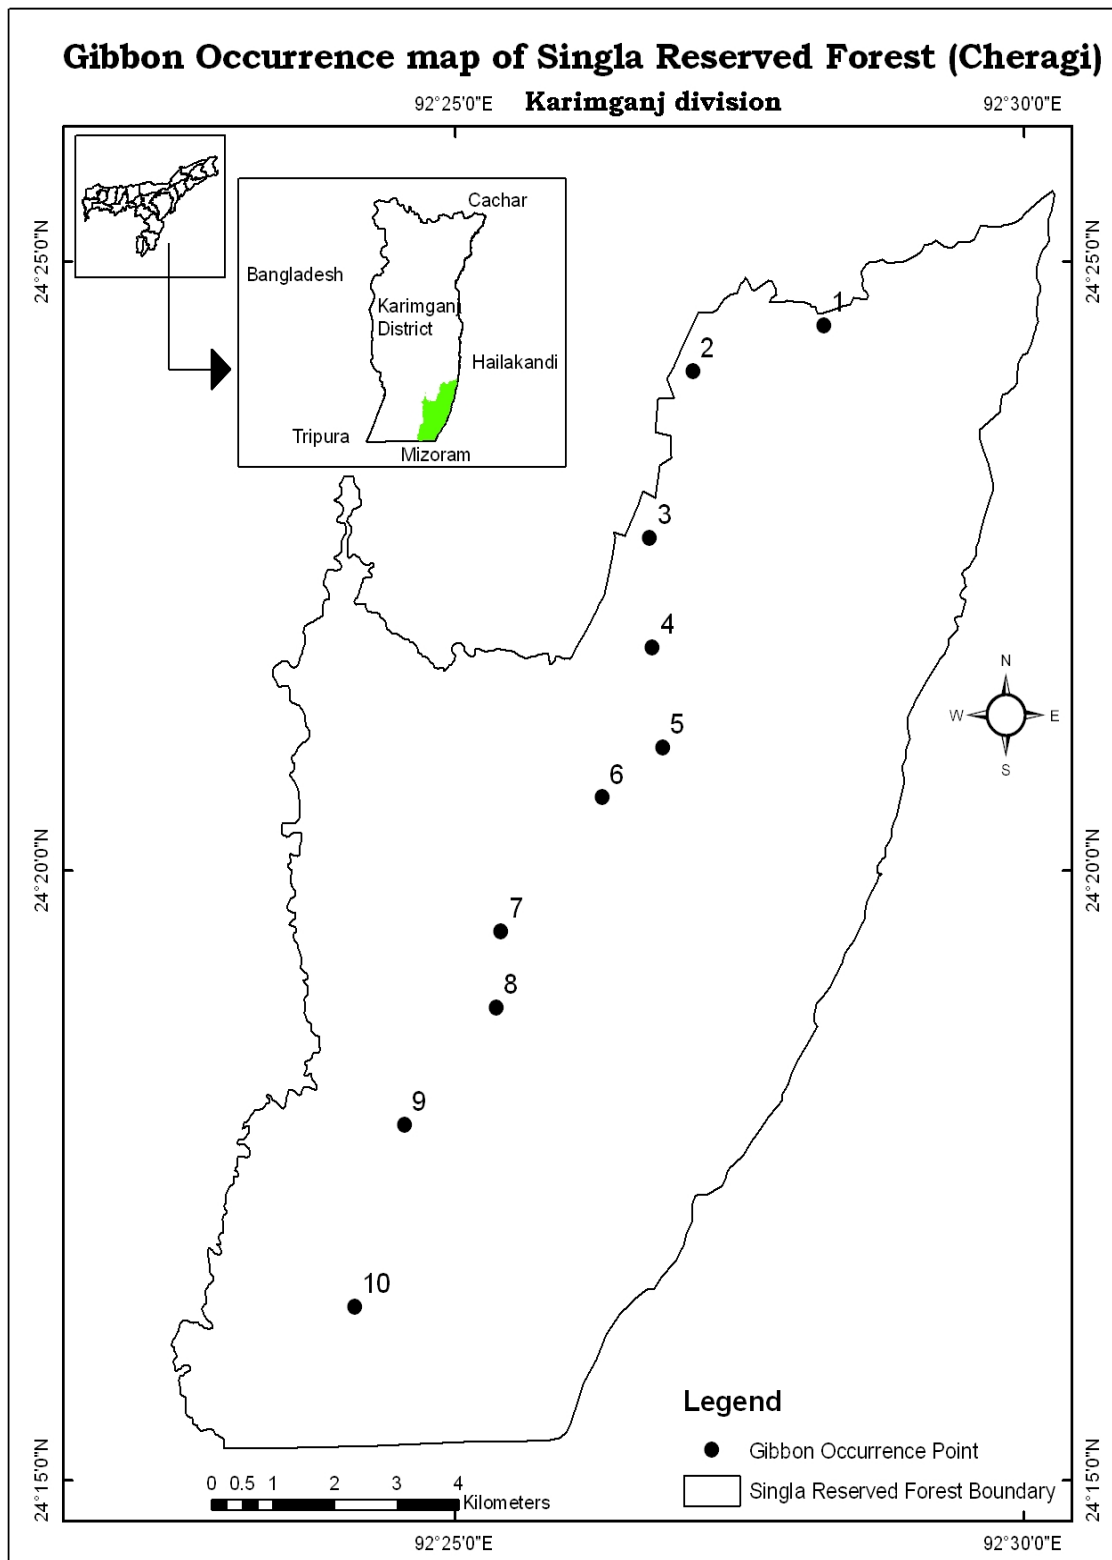 Gibbon Occurrence map of Singla Reserved Forest (Cheragi)
Karimganj division
92°25'0"E
92°30'0"E
24°25'0"N
24°25'0"N
Cachar
Bangladesh
Karimganj
District
Hailakandi
Tripura
Mizoram
1
2
3
4
5
6
7
8
9
10
N
W
E
S
24°20'0"N
24°20'0"N
Legend
Gibbon Occurrence Point
Singla Reserved Forest Boundary
0 0.5 1 2 3 4
Kilometers
24°15'0"N
24°15'0"N
92°25'0"E
92°30'0"E